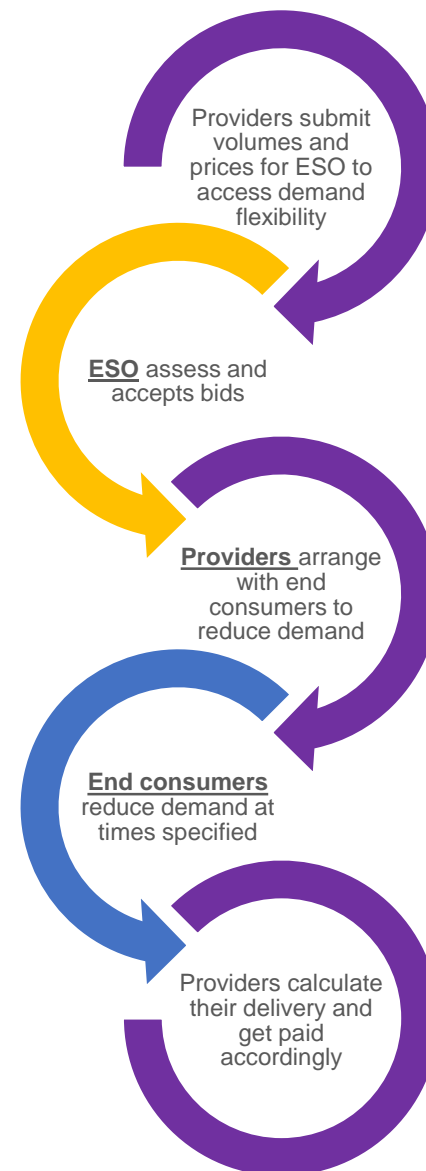 Providers submit
volumes and
prices for ESO to
access demand
flexibility
ESO assess and
accepts bids
Providers arrange
with end
consumers to
reduce demand
End consumers
reduce demand at
times specified
Providers calculate
their delivery and
get paid
accordingly